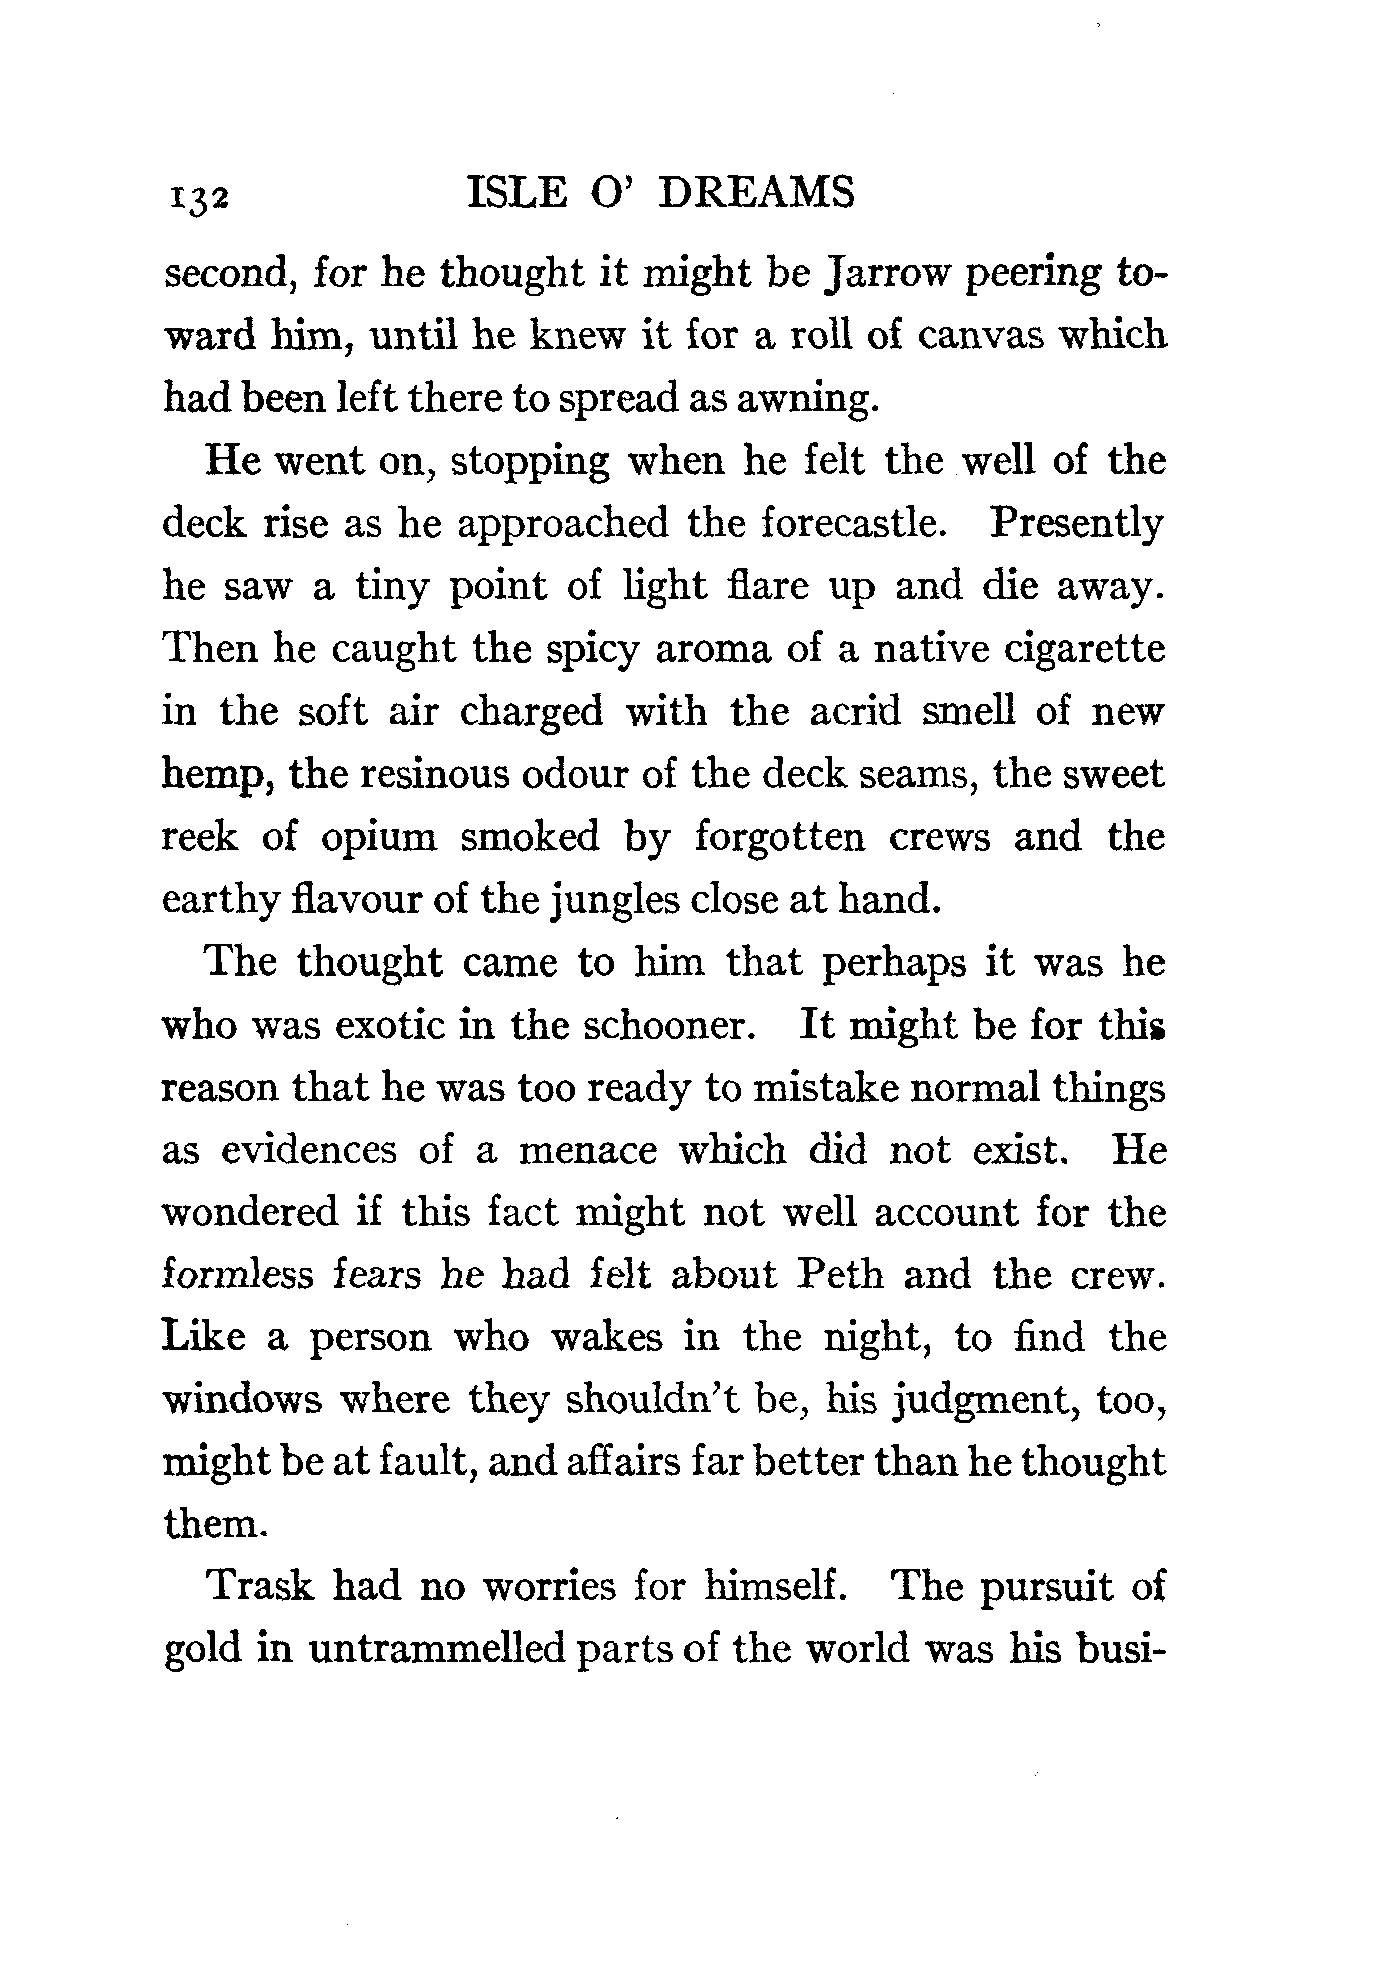 132 ISLE O' DREAMS
second, for he thought it might be Jarrow peering to-
ward him, until he knew it for a roll of canvas which
had been left there to spread as awning.
He went on, stopping when he felt the well of the
deck rise as he approached the forecastle. Presently
he saw a tiny point of light flare up and die away.
Then he caught the spicy aroma of a native cigarette
in the soft air charged with the acrid smell of new
hemp, the resinous odour of the deck seams, the sweet
reek of opium smoked by forgotten crews and the
earthy flavour of the jungles close at hand.
The thought came to him that perhaps it was he
who was exotic in the schooner. It might be for this
reason that he was too ready to mistake normal things
as evidences of a menace which did not exist. He
wondered if this fact might not well account for the
formless fears he had felt about Peth and the crew.
Like a person who wakes in the night, to find the
windows where they shouldn't be, his judgment, too,
might be at fault, and affairs far better than he thought
them.
Trask had no worries for himself. The pursuit of
gold in untrammelled parts of the world was his busi-